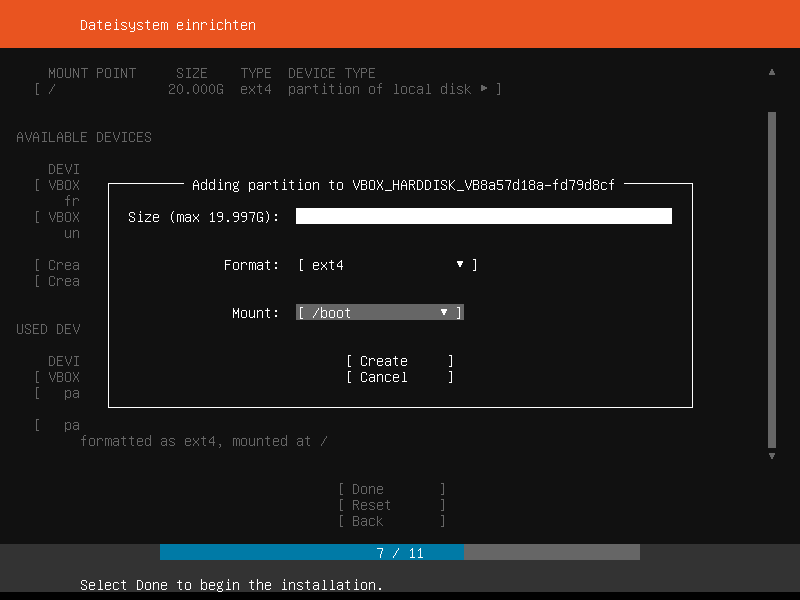 Dateisystem einrichten
MOUNT POINT SIZE TYPE DEVICE TYPE
[ / 20.000G ext4 partition of local disk ► ]
AVAILABLE DEVICES
DEVI
[ VBOX
fr
[ VBOX
un
[ Crea
[ Crea
Adding partition to VBOX_HARDDISK_VB8a57d18a-fd79d8cf
Size (max 19.997G):
Format: [ ext4 ▼ ]
Mount: [ /boot ▼ ]
[ Create ]
[ Cancel ]
USED DEV
DEVI
[ VBOX
[ pa
[ pa
formatted as ext4, mounted at /
[ Done ]
[ Reset ]
[ Back ]
7 / 11
Select Done to begin the installation.